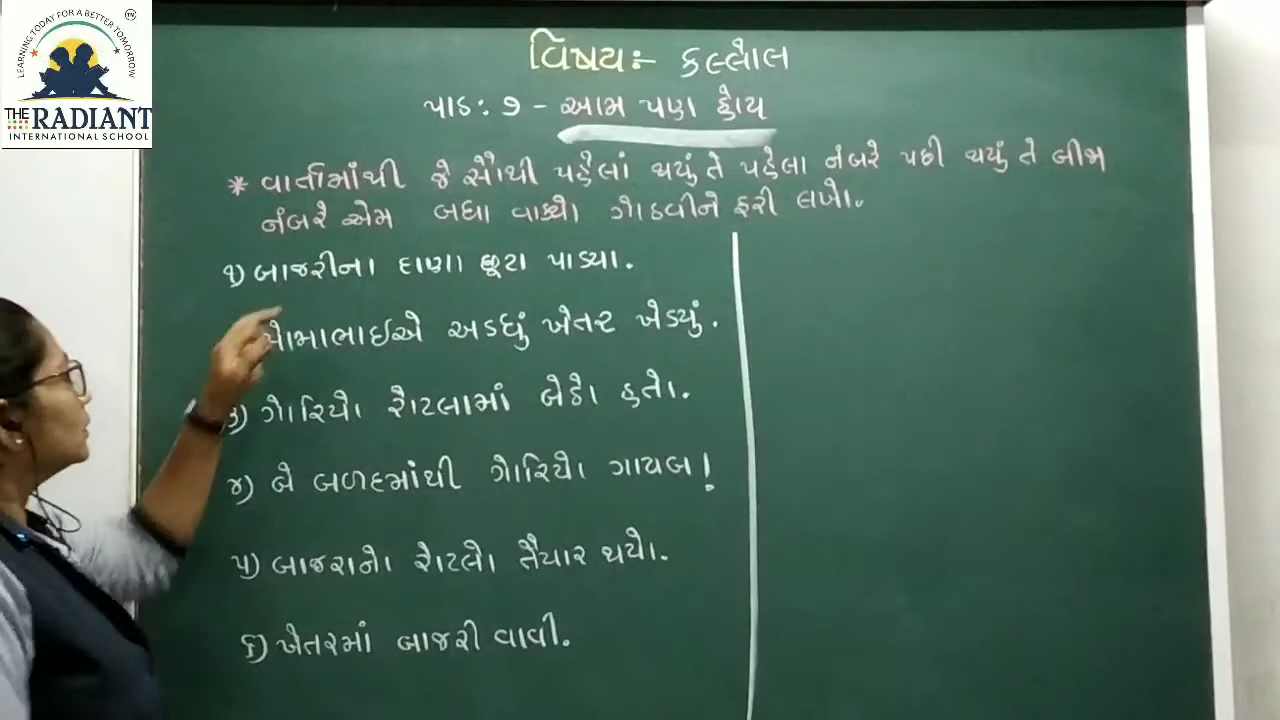 LEARNING TODAY FOR A BETTER TOMORROW
THE RADIANT
INTERNATIONAL SCHOOL
વિષયઃ- કલ્લોલ
પાઠ: ૭ - આમ પણ હોય
* વાર્તામાંથી જે સૌથી પહેલાં થયું તે પહેલા નંબરે પછી થયું તે બીજા
નંબરે એમ બધા વાક્યો ગોઠવીને ફરી લખો.
૧) બાજરીના દાણા છૂટા પાડ્યા.
સોમાભાઈએ અડધું ખેતર ખેડ્યું.
૩) ગોરિયો રોટલામાં બેઠો હતો.
૪) બે બળદમાંથી ગોરિયો ગાયબ!
૫) બાજરાનો રોટલો તૈયાર થયો.
૬) ખેતરમાં બાજરી વાવી.